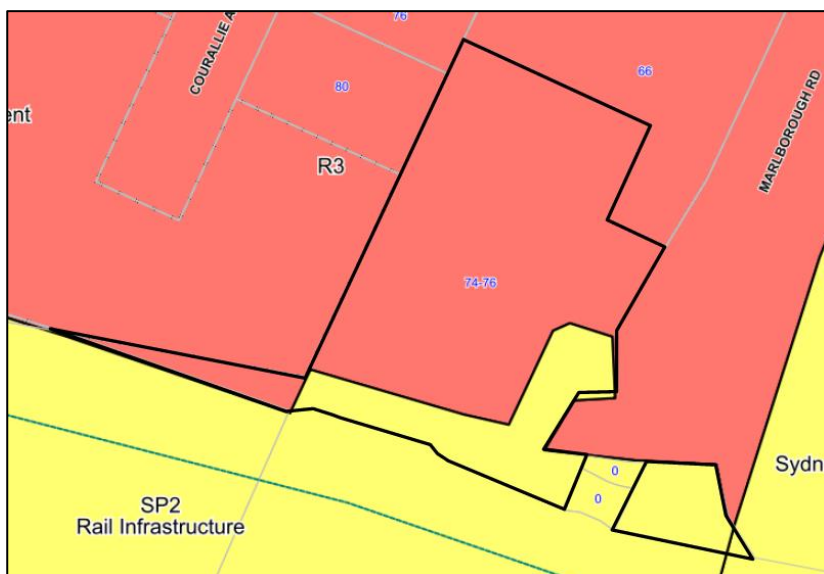 76
COURALLIE A
80
66
MARLBOROUGH RD
ent
R3
74-76
0
0
Sydn
SP2
Rail Infrastructure